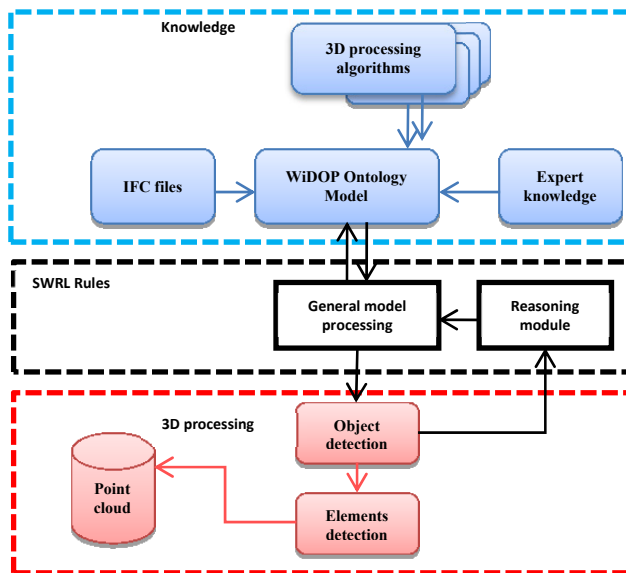 Knowledge
3D processing
algorithms
IFC files
WiDOP Ontology
Model
Expert
knowledge
SWRL Rules
General model
processing
Reasoning
module
3D processing
Object
detection
Point
cloud
Elements
detection